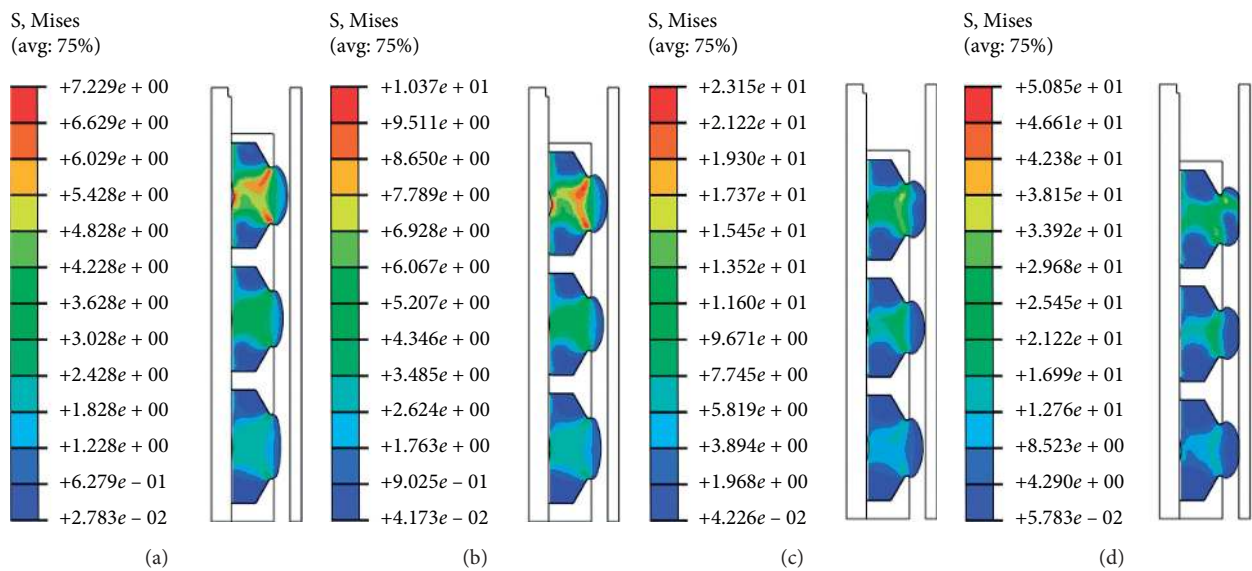 S, Mises
(avg: 75%)
+7.229e + 00
+6.629e + 00
+6.029e + 00
+5.428e + 00
+4.828e + 00
+4.228e + 00
+3.628e + 00
+3.028e + 00
+2.428e + 00
+1.828e + 00
+1.228e + 00
+6.279e – 01
+2.783e – 02
(a)
S, Mises
(avg: 75%)
+1.037e + 01
+9.511e + 00
+8.650e + 00
+7.789e + 00
+6.928e + 00
+6.067e + 00
+5.207e + 00
+4.346e + 00
+3.485e + 00
+2.624e + 00
+1.763e + 00
+9.025e – 01
+4.173e – 02
(b)
S, Mises
(avg: 75%)
+2.315e + 01
+2.122e + 01
+1.930e + 01
+1.737e + 01
+1.545e + 01
+1.352e + 01
+1.160e + 01
+9.671e + 00
+7.745e + 00
+5.819e + 00
+3.894e + 00
+1.968e + 00
+4.226e – 02
(c)
S, Mises
(avg: 75%)
+5.085e + 01
+4.661e + 01
+4.238e + 01
+3.815e + 01
+3.392e + 01
+2.968e + 01
+2.545e + 01
+2.122e + 01
+1.699e + 01
+1.276e + 01
+8.523e + 00
+4.290e + 00
+5.783e – 02
(d)